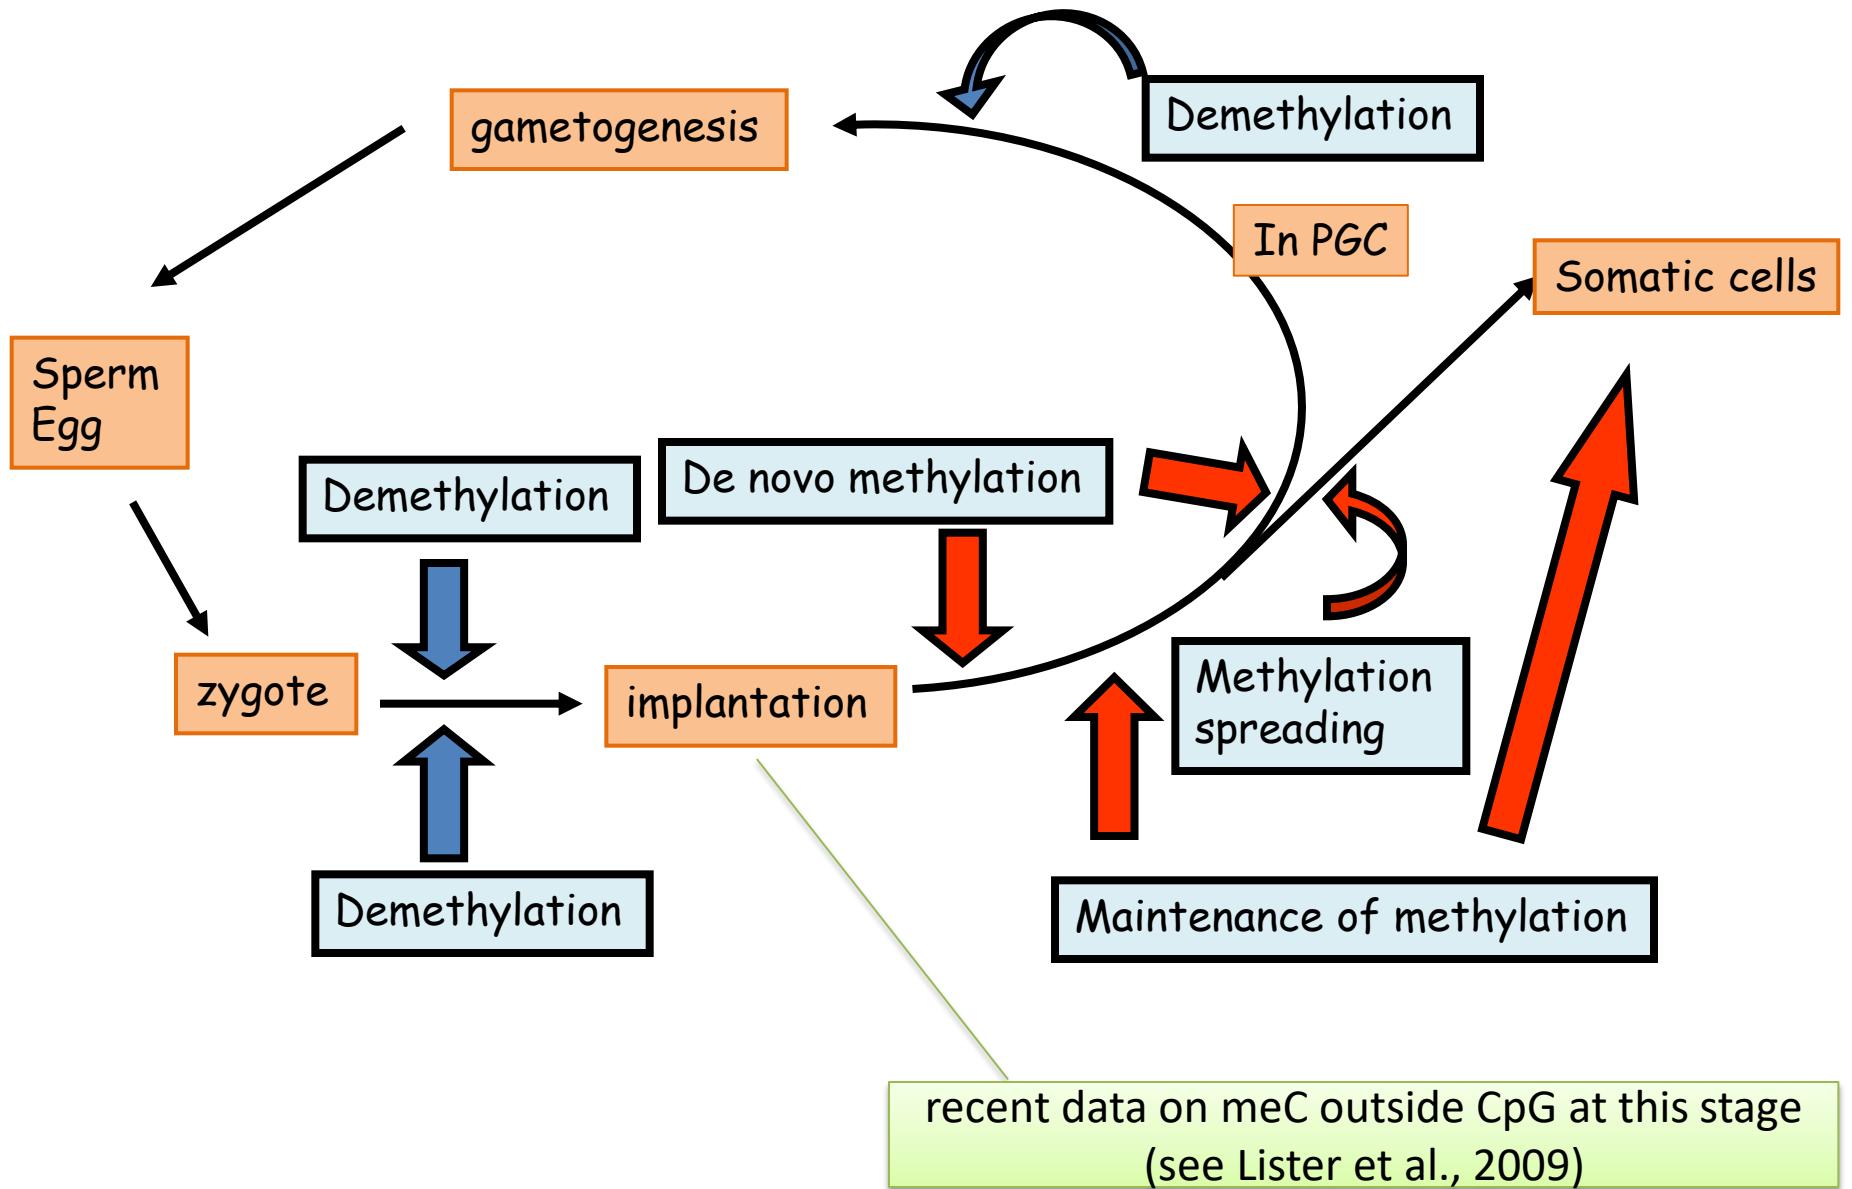 Demethylation
gametogenesis
In PGC
Somatic cells
Sperm
Egg
De novo methylation
Demethylation
Methylation
spreading
zygote
implantation
Demethylation
Maintenance of methylation
recent data on meC outside CpG at this stage
(see Lister et al., 2009)